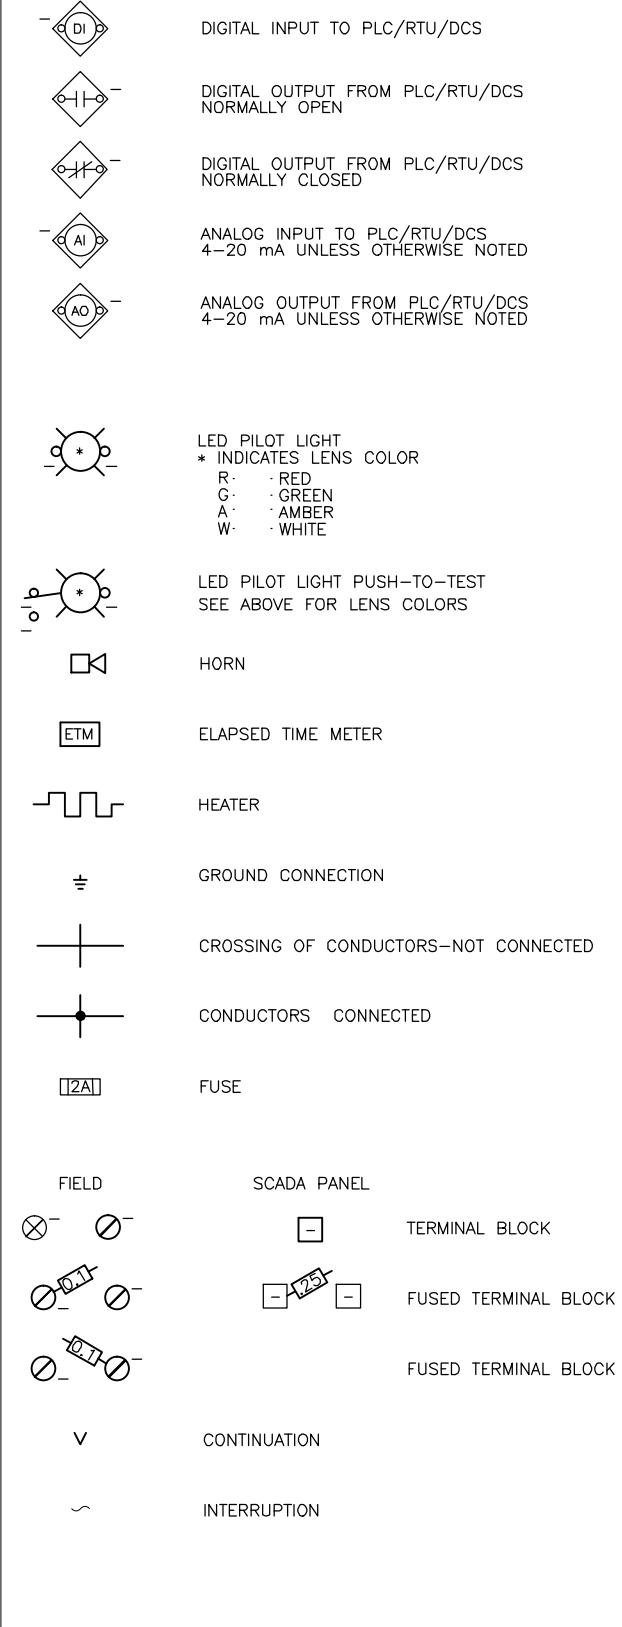 DI DIGITAL INPUT TO PLC/RTU/DCS
DIGITAL OUTPUT FROM PLC/RTU/DCS
NORMALLY OPEN
DIGITAL OUTPUT FROM PLC/RTU/DCS
NORMALLY CLOSED
AI ANALOG INPUT TO PLC/RTU/DCS
4-20 mA UNLESS OTHERWISE NOTED
AO ANALOG OUTPUT FROM PLC/RTU/DCS
4-20 mA UNLESS OTHERWISE NOTED
LED PILOT LIGHT
* * INDICATES LENS COLOR
R- - RED
G- - GREEN
A- - AMBER
W- - WHITE
* LED PILOT LIGHT PUSH-TO-TEST
SEE ABOVE FOR LENS COLORS
HORN
ETM ELAPSED TIME METER
HEATER
GROUND CONNECTION
CROSSING OF CONDUCTORS-NOT CONNECTED
CONDUCTORS CONNECTED
2A FUSE
FIELD SCADA PANEL
TERMINAL BLOCK
0.1 .25 FUSED TERMINAL BLOCK
0.1 FUSED TERMINAL BLOCK
CONTINUATION
INTERRUPTION